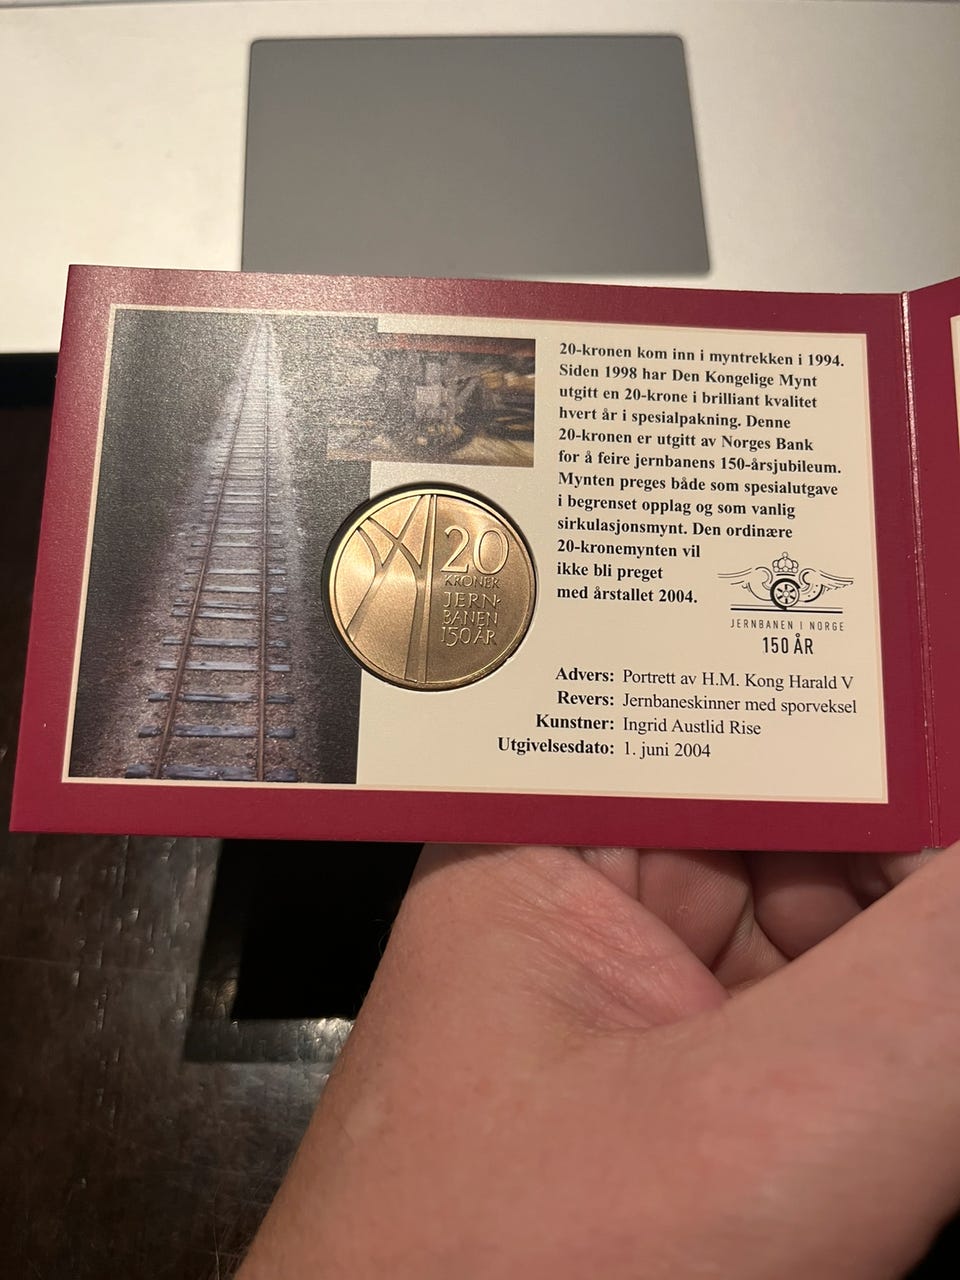 20-kronen kom inn i myntrekken i 1994.
Siden 1998 har Den Kongelige Mynt
utgitt en 20-krone i brilliant kvalitet
hvert år i spesialpakning. Denne
20-kronen er utgitt av Norges Bank
for å feire jernbanens 150-årsjubileum.
Mynten preges både som spesialutgave
i begrenset opplag og som vanlig
sirkulasjonsmynt. Den ordinære
20-kronemynten vil
ikke bli preget
med årstallet 2004.
JERNBANEN I NORGE
150 ÅR
20
KRONER
JERN-
BANEN
150 ÅR
Advers: Portrett av H.M. Kong Harald V
Revers: Jernbaneskinner med sporveksel
Kunstner: Ingrid Austlid Rise
Utgivelsesdato: 1. juni 2004